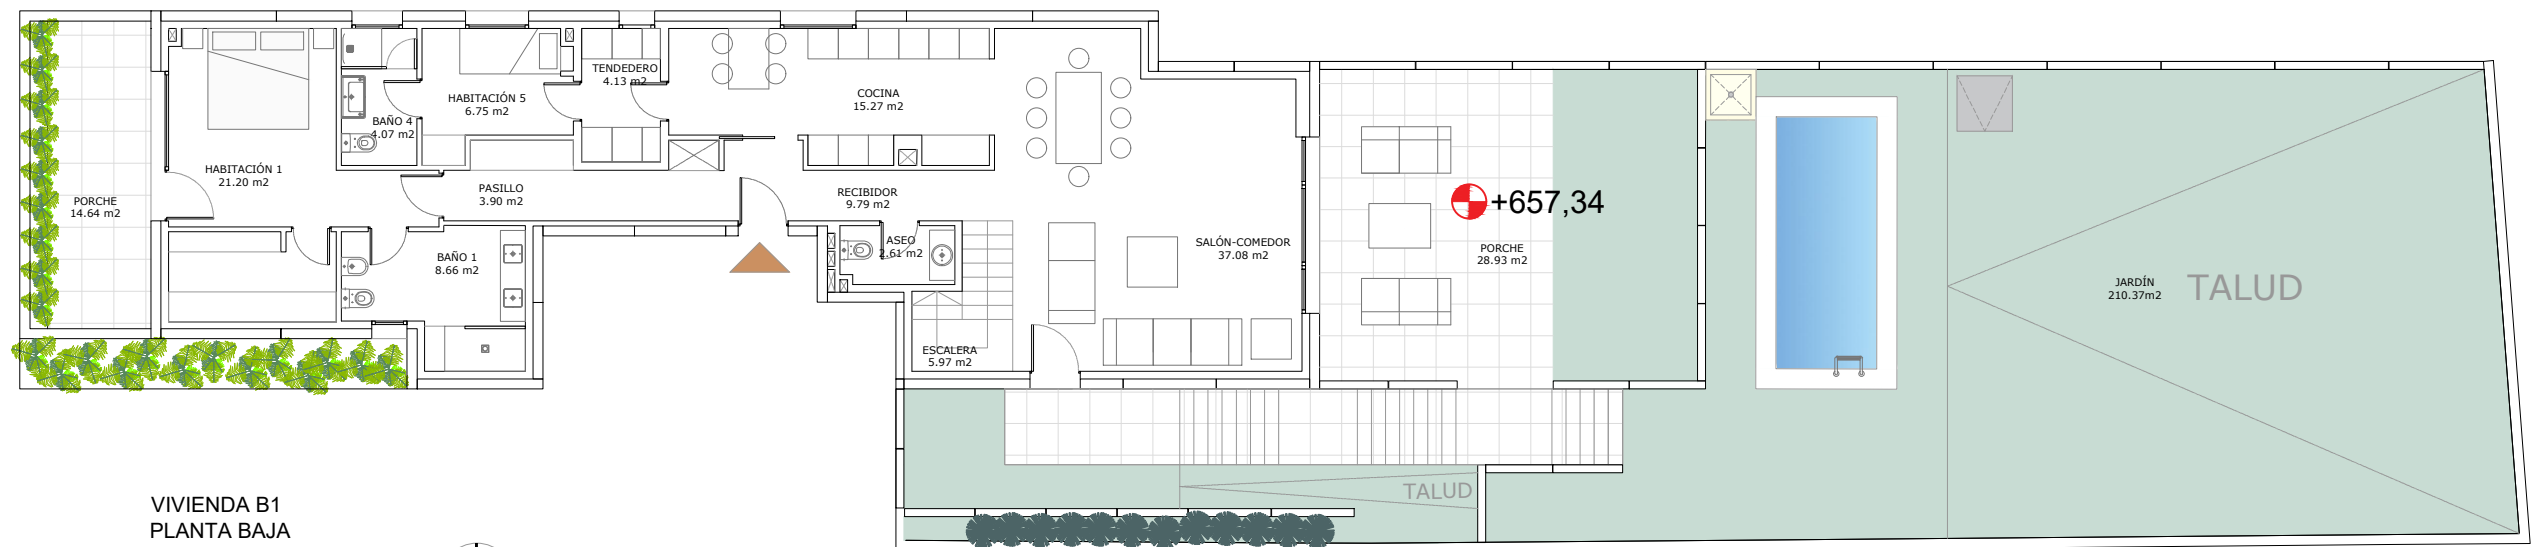 TENDEDERO
4.13 m2
HABITACIÓN 5
6.75 m2
COCINA
15.27 m2
BAÑO 4
4.07 m2
HABITACIÓN 1
21.20 m2
PASILLO
3.90 m2
RECIBIDOR
9.79 m2
PORCHE
14.64 m2
+657,34
ASEO
2.61 m2
SALÓN-COMEDOR
37.08 m2
PORCHE
28.93 m2
BAÑO 1
8.66 m2
JARDÍN
210.37m2
TALUD
ESCALERA
5.97 m2
TALUD
VIVIENDA B1
PLANTA BAJA